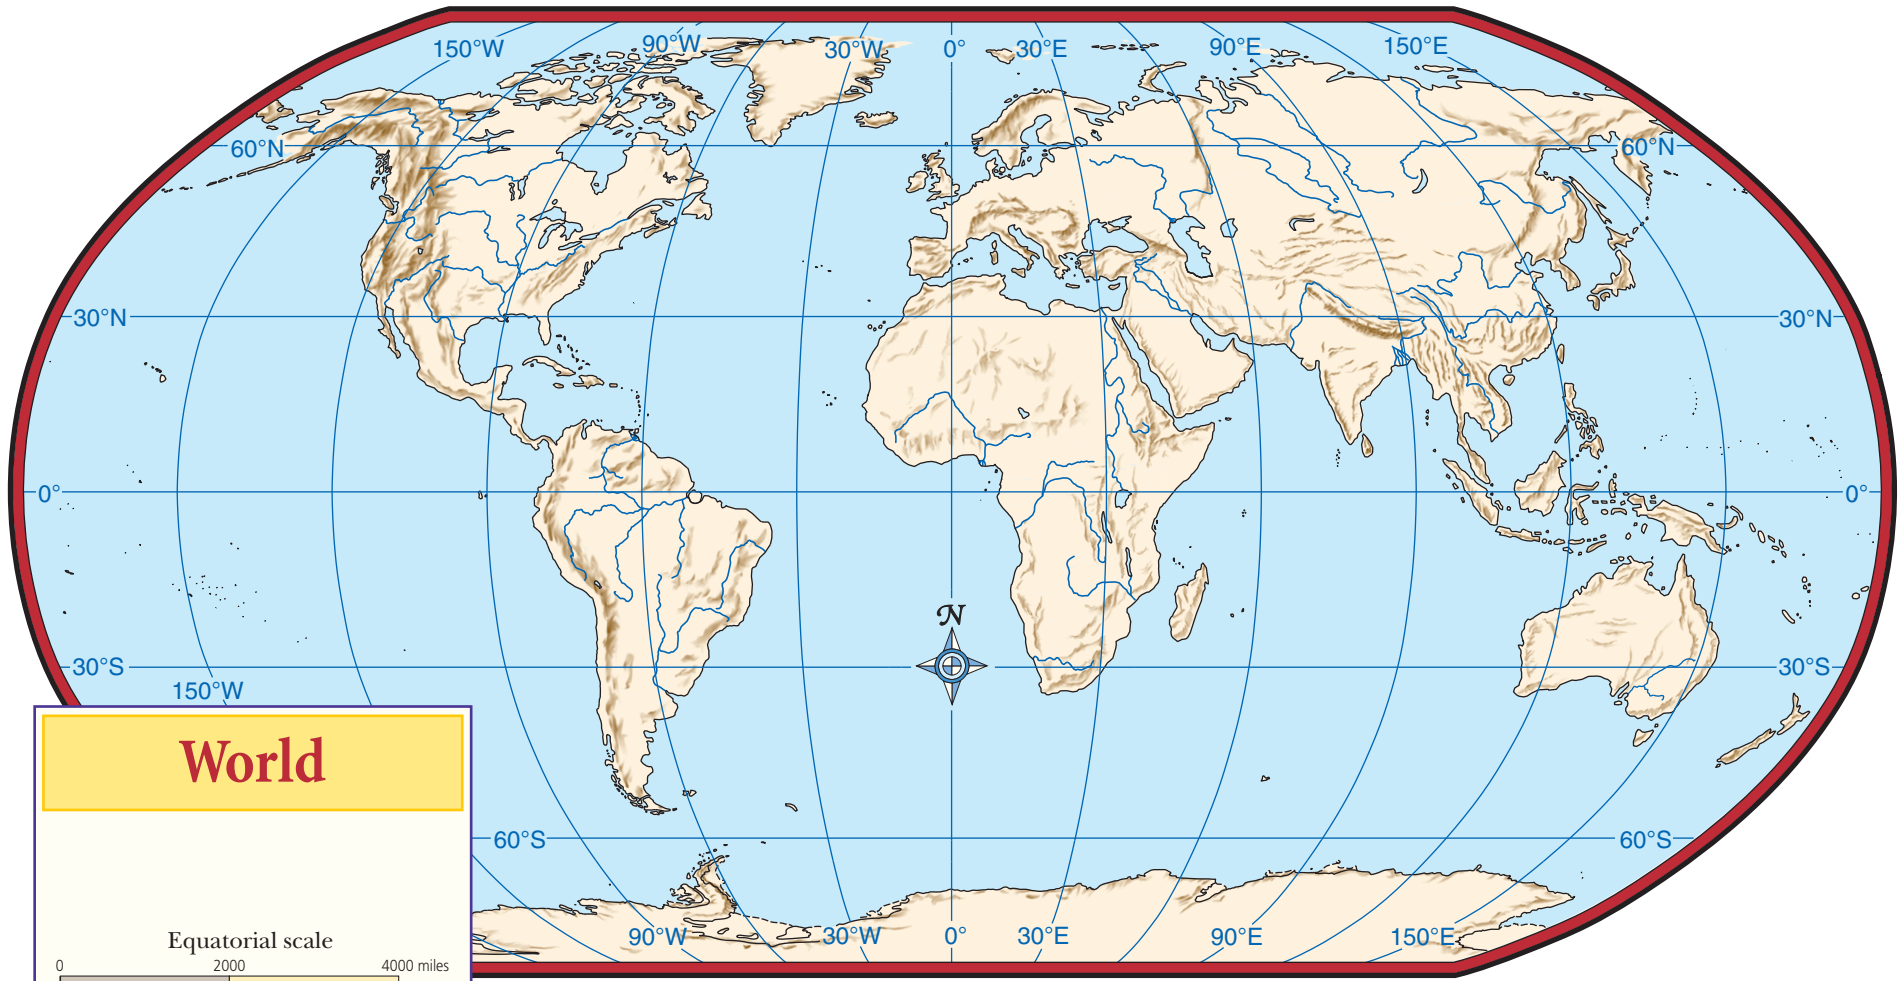 150°W 90°W 30°W 0° 30°E 90°E 150°E
60°N 60°N
30°N 30°N
0° 0°
N
30°S 30°S
150°W
World
60°S 60°S
90°W 30°W 0° 30°E 90°E 150°E
Equatorial scale
0 2000 4000 miles